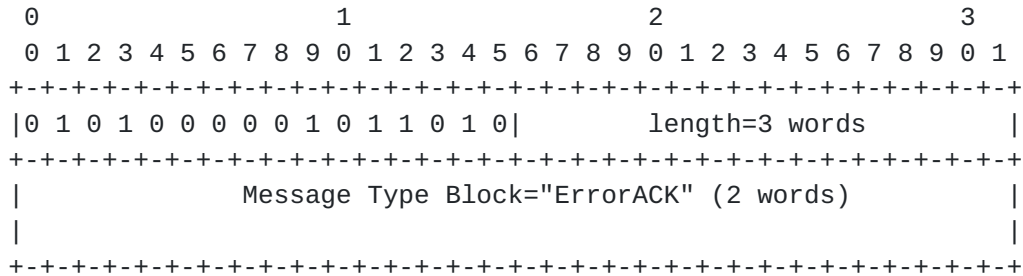 0                   1                   2                   3
 0 1 2 3 4 5 6 7 8 9 0 1 2 3 4 5 6 7 8 9 0 1 2 3 4 5 6 7 8 9 0 1
+-+-+-+-+-+-+-+-+-+-+-+-+-+-+-+-+-+-+-+-+-+-+-+-+-+-+-+-+-+-+-+-+
|0 1 0 1 0 0 0 0 0 1 0 1 1 0 1 0|        length=3 words         |
+-+-+-+-+-+-+-+-+-+-+-+-+-+-+-+-+-+-+-+-+-+-+-+-+-+-+-+-+-+-+-+-+
|              Message Type Block="ErrorACK" (2 words)          |
|                                                               |
+-+-+-+-+-+-+-+-+-+-+-+-+-+-+-+-+-+-+-+-+-+-+-+-+-+-+-+-+-+-+-+-+